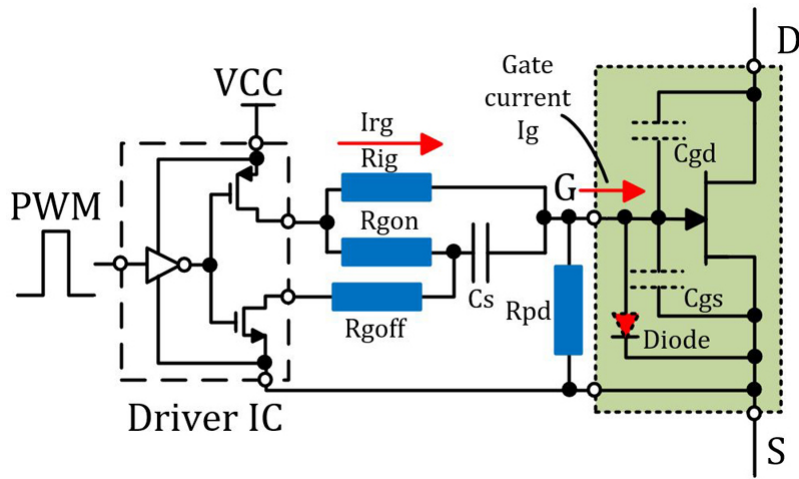 D
VCC
Gate
current
Ig
Irg
Rig
Cgd
PWM
G
Rgon
Cs
Cgs
Rgoff
Rpd
Diode
Driver IC
S